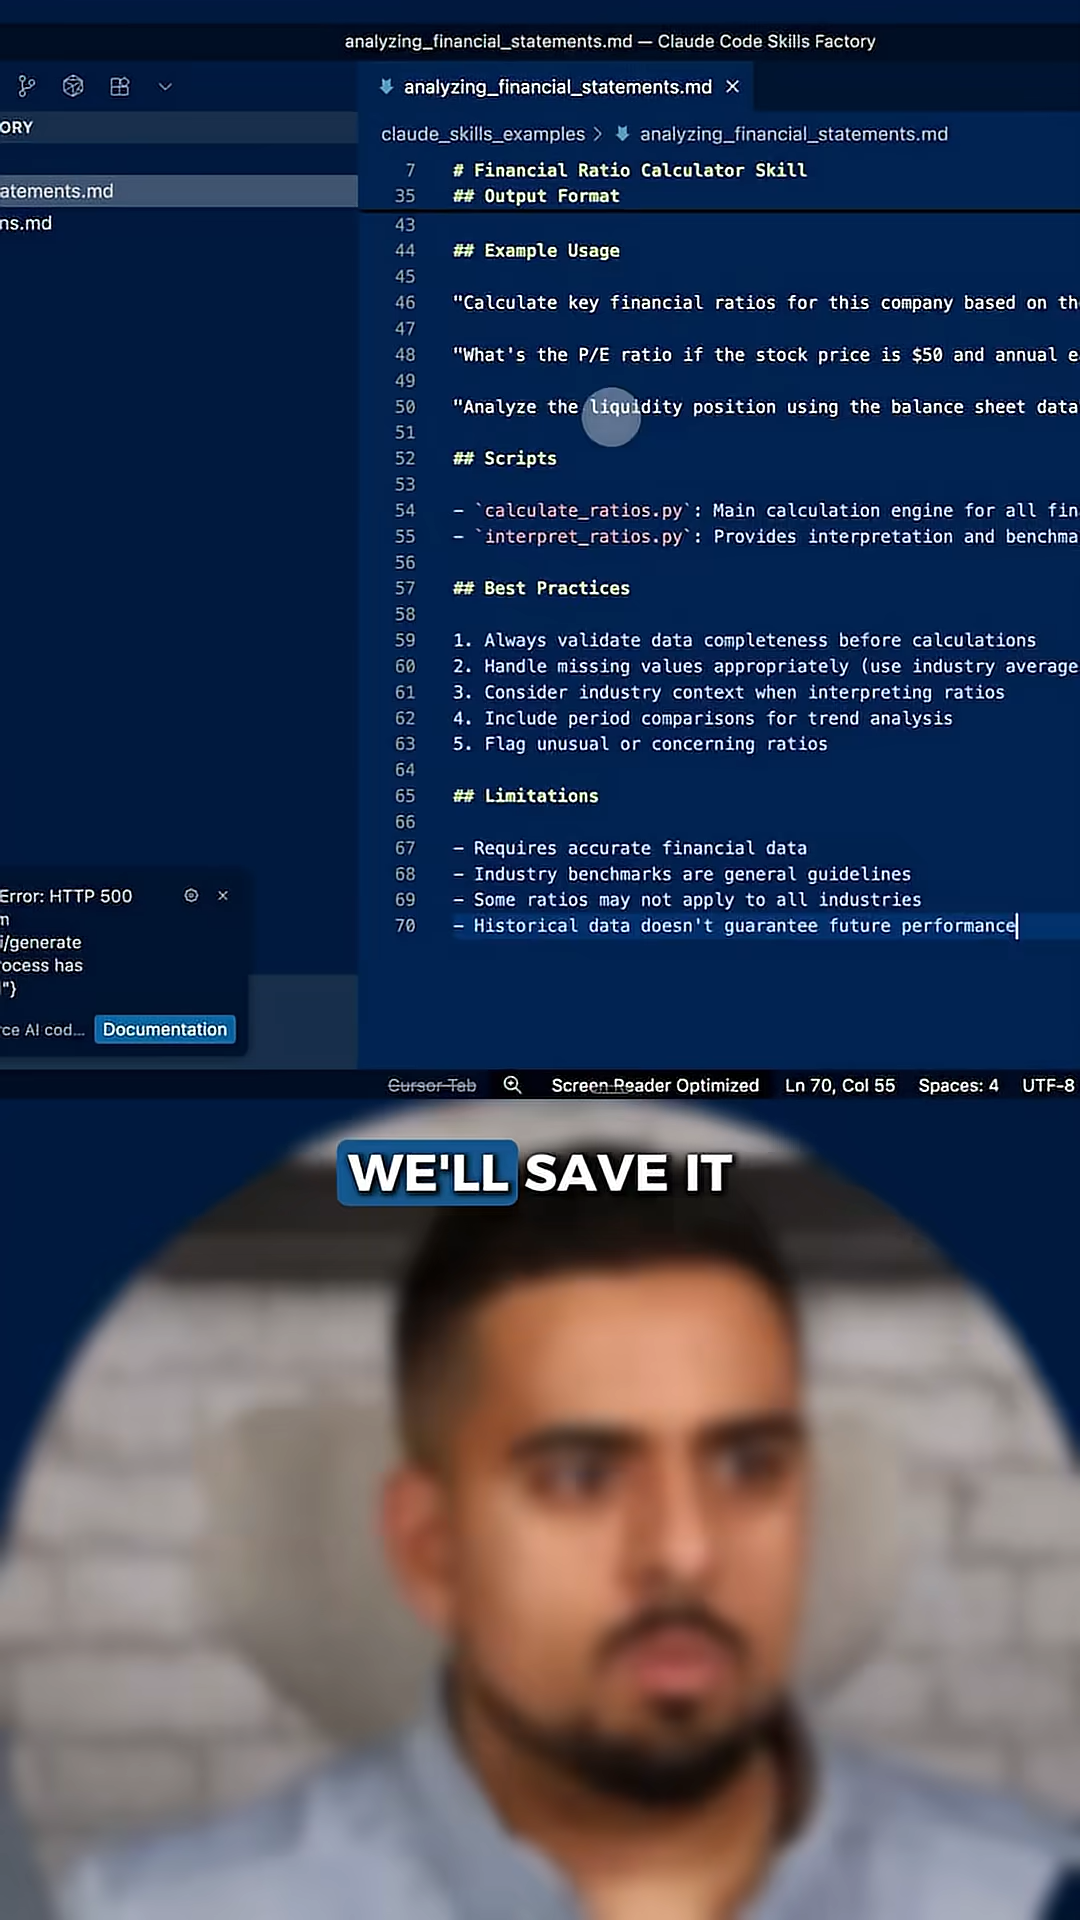 analyzing_financial_statements.md — Claude Code Skills Factory
analyzing_financial_statements.md
ORY
claude_skills_examples > analyzing_financial_statements.md
atements.md
ns.md
7 # Financial Ratio Calculator Skill
35 ## Output Format
43
44 ## Example Usage
45
46 "Calculate key financial ratios for this company based on the
47
48 "What's the P/E ratio if the stock price is $50 and annual ea
49
50 "Analyze the liquidity position using the balance sheet data"
51
52 ## Scripts
53
54 - `calculate_ratios.py`: Main calculation engine for all fin
55 - `interpret_ratios.py`: Provides interpretation and benchma
56
57 ## Best Practices
58
59 1. Always validate data completeness before calculations
60 2. Handle missing values appropriately (use industry average
61 3. Consider industry context when interpreting ratios
62 4. Include period comparisons for trend analysis
63 5. Flag unusual or concerning ratios
64
65 ## Limitations
66
67 - Requires accurate financial data
68 - Industry benchmarks are general guidelines
69 - Some ratios may not apply to all industries
70 - Historical data doesn't guarantee future performance
Error: HTTP 500
m
i/generate
rocess has
"}
rce AI cod... Documentation
Cursor Tab Screen Reader Optimized Ln 70, Col 55 Spaces: 4 UTF-8
WE'LL SAVE IT